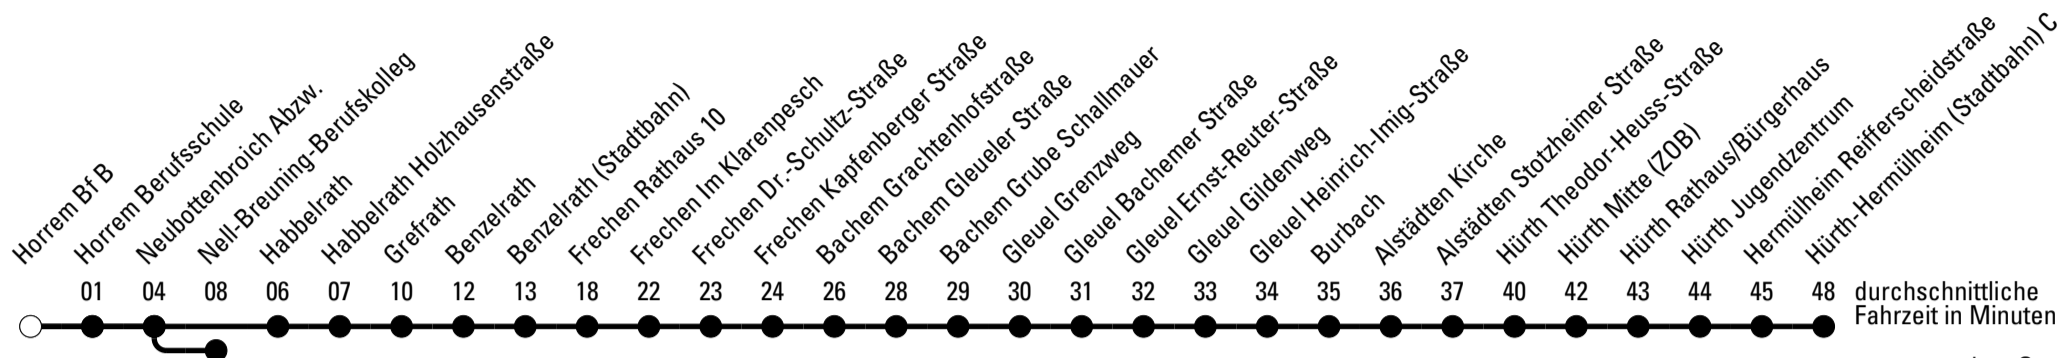 Horrem Bf B
Horrem Berufsschule
Neubottenbroich Abzw.
Nell-Breuning-Berufskolleg
Habbelrath
Habbelrath Holzhausenstraße
Grefrath
Benzelrath
Benzelrath (Stadtbahn)
Frechen Rathaus 10
Frechen Im Klarenpesch
Frechen Dr.-Schultz-Straße
Frechen Kapfenberger Straße
Bachem Grachtenhofstraße
Bachem Gleueler Straße
Bachem Grube Schallmauer
Gleuel Grenzweg
Gleuel Bachemer Straße
Gleuel Ernst-Reuter-Straße
Gleuel Gildenweg
Gleuel Heinrich-Imig-Straße
Burbach
Alstädten Kirche
Alstädten Stotzheimer Straße
Hürth Theodor-Heuss-Straße
Hürth Mitte (ZOB)
Hürth Rathaus/Bürgerhaus
Hürth Jugendzentrum
Hermülheim Reifferscheidstraße
Hürth-Hermülheim (Stadtbahn) C
01 04 08 06 07 10 12 13 18 22 23 24 26 28 29 30 31 32 33 34 35 36 37 40 42 43 44 45 48 durchschnittliche
Fahrzeit in Minuten